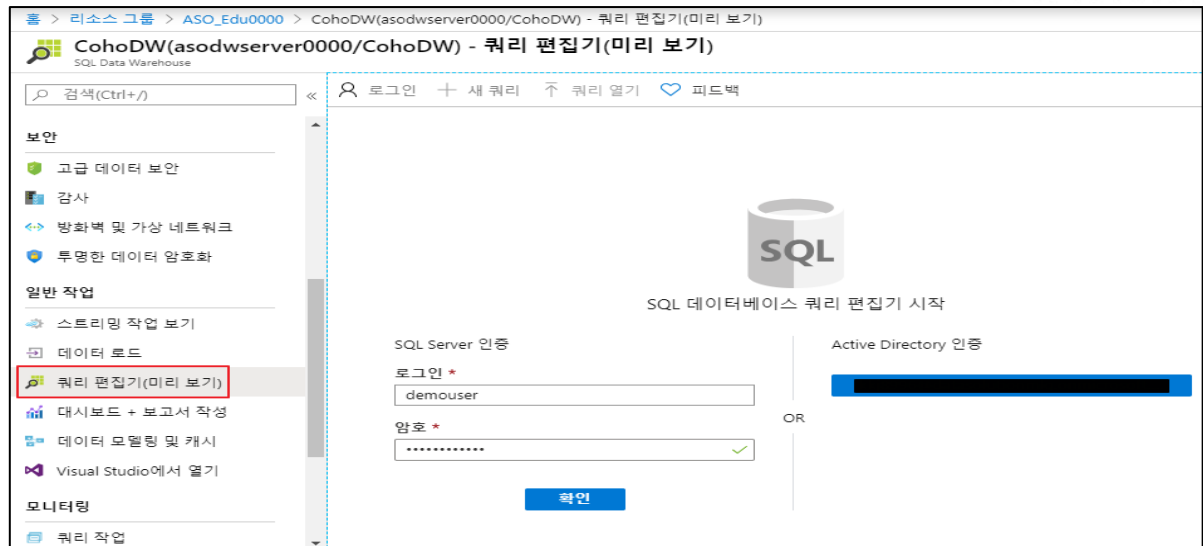 홈 > 리소스 그룹 > ASO_Edu0000 > CohoDW(asodwserver0000/CohoDW) - 쿼리 편집기(미리 보기)
CohoDW(asodwserver0000/CohoDW) - 쿼리 편집기(미리 보기)
SQL Data Warehouse
검색(Ctrl+/)
«
로그인
새 쿼리
쿼리 열기
피드백
보안
고급 데이터 보안
감사
방화벽 및 가상 네트워크
투명한 데이터 암호화
일반 작업
스트리밍 작업 보기
데이터 로드
쿼리 편집기(미리 보기)
대시보드 + 보고서 작성
데이터 모델링 및 캐시
Visual Studio에서 열기
모니터링
쿼리 작업
SQL
SQL 데이터베이스 쿼리 편집기 시작
SQL Server 인증
로그인 *
demouser
암호 *
••••••••••••
확인
OR
Active Directory 인증